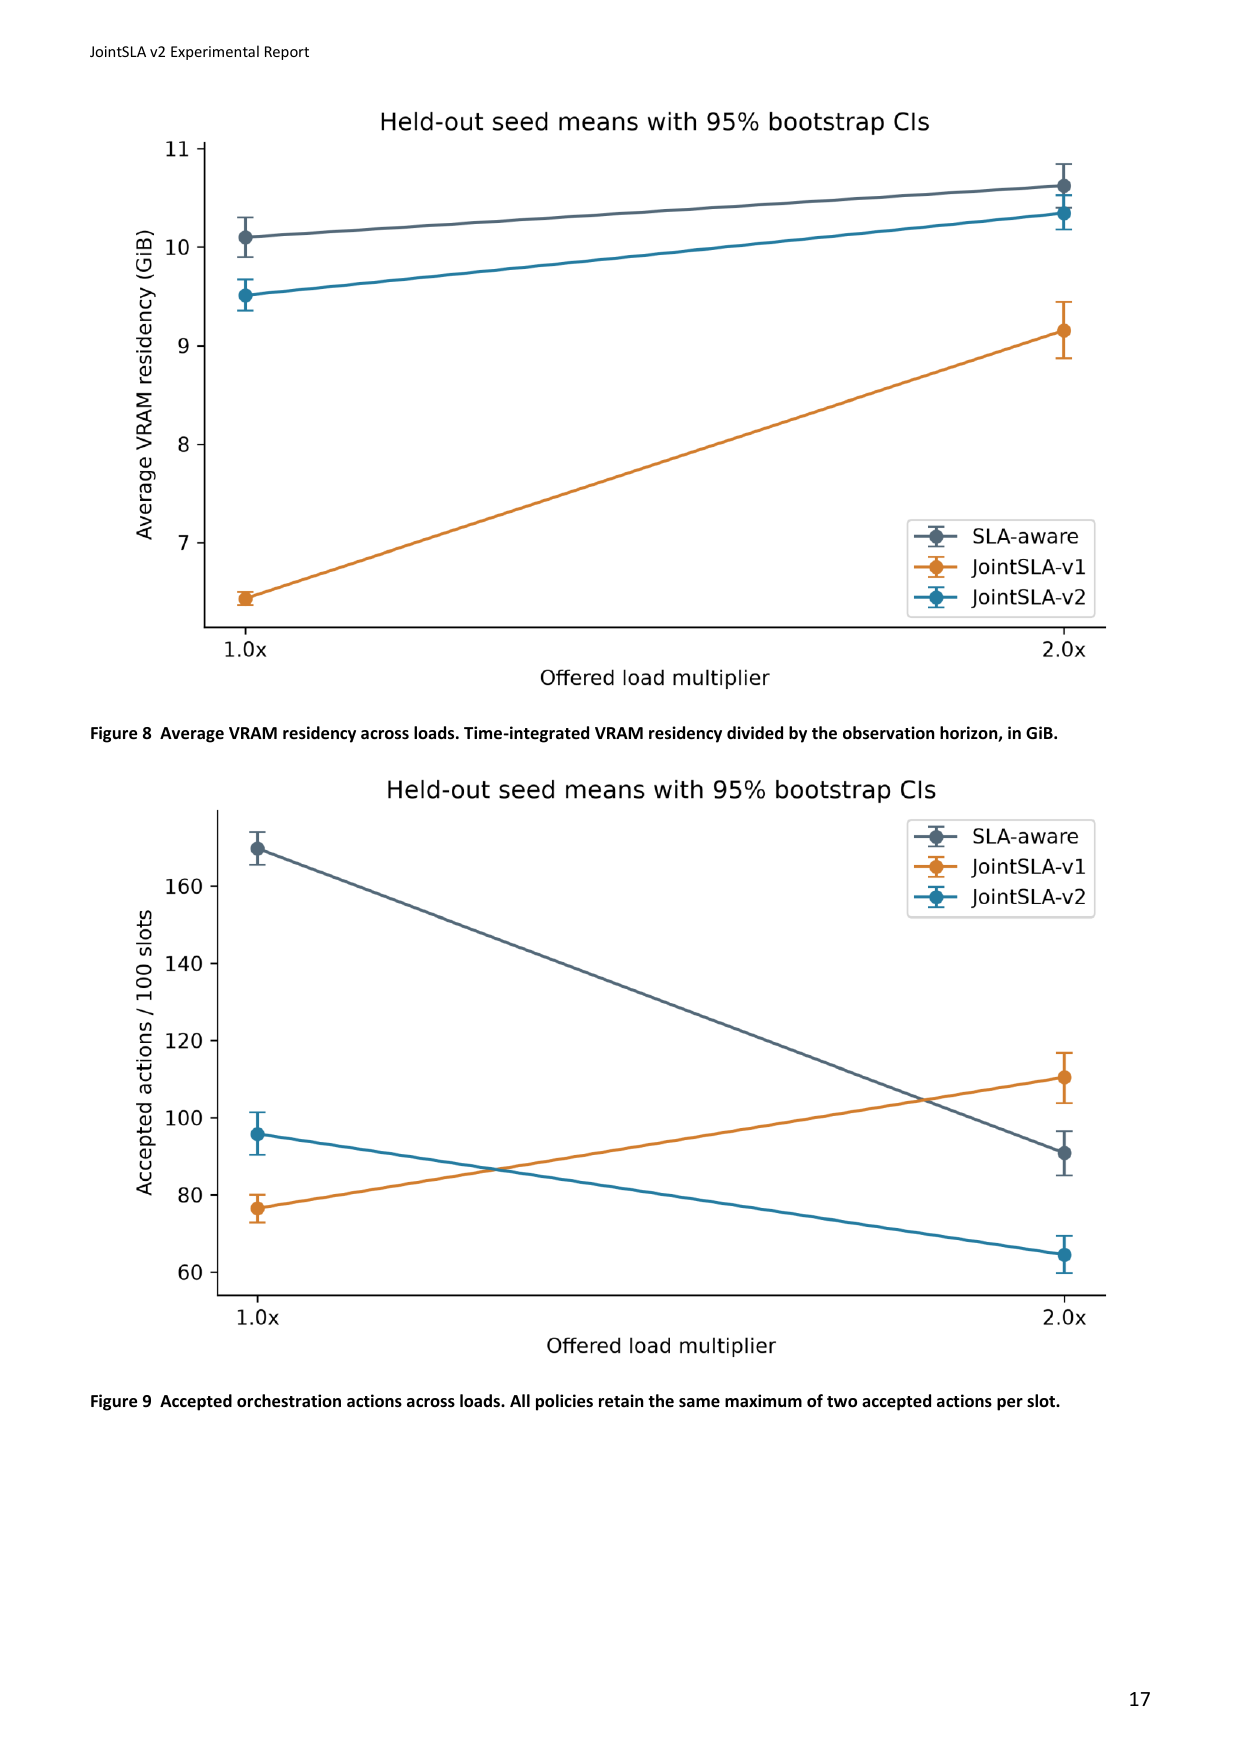 JointSLA v2 Experimental Report
Held-out seed means with 95% bootstrap CIs
11
10
9
8
7
Average VRAM residency (GiB)
SLA-aware
JointSLA-v1
JointSLA-v2
1.0x
2.0x
Offered load multiplier
Figure 8  Average VRAM residency across loads. Time-integrated VRAM residency divided by the observation horizon, in GiB.
Held-out seed means with 95% bootstrap CIs
SLA-aware
JointSLA-v1
JointSLA-v2
160
140
120
100
80
60
Accepted actions / 100 slots
1.0x
2.0x
Offered load multiplier
Figure 9  Accepted orchestration actions across loads. All policies retain the same maximum of two accepted actions per slot.
17